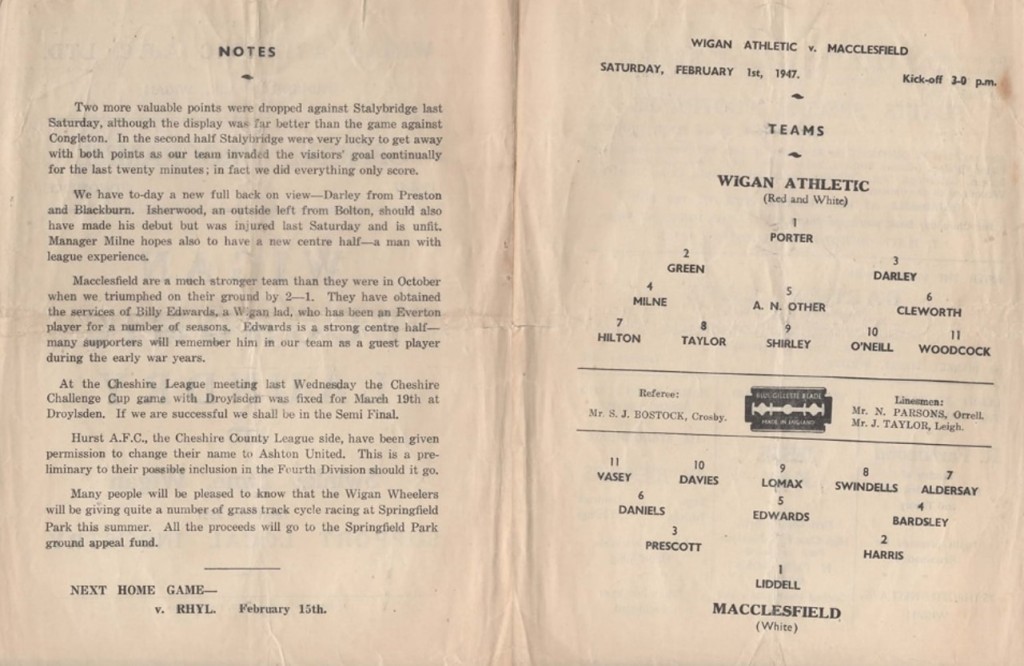 NOTES
Two more valuable points were dropped against Stalybridge last
Saturday, although the display was far better than the game against
Congleton. In the second half Stalybridge were very lucky to get away
with both points as our team invaded the visitors' goal continually
for the last twenty minutes; in fact we did everything only score.
We have to-day a new full back on view—Darley from Preston
and Blackburn. Isherwood, an outside left from Bolton, should also
have made his debut but was injured last Saturday and is unfit.
Manager Milne hopes also to have a new centre half—a man with
league experience.
Macclesfield are a much stronger team than they were in October
when we triumphed on their ground by 2—1. They have obtained
the services of Billy Edwards, a Wigan lad, who has been an Everton
player for a number of seasons. Edwards is a strong centre half—
many supporters will remember him in our team as a guest player
during the early war years.
At the Cheshire League meeting last Wednesday the Cheshire
Challenge Cup game with Droylsden was fixed for March 19th at
Droylsden. If we are successful we shall be in the Semi Final.
Hurst A.F.C., the Cheshire County League side, have been given
permission to change their name to Ashton United. This is a pre-
liminary to their possible inclusion in the Fourth Division should it go.
Many people will be pleased to know that the Wigan Wheelers
will be giving quite a number of grass track cycle racing at Springfield
Park this summer. All the proceeds will go to the Springfield Park
ground appeal fund.
NEXT HOME GAME—
v. RHYL. February 15th.
WIGAN ATHLETIC v. MACCLESFIELD
SATURDAY, FEBRUARY 1st, 1947. Kick-off 3-0 p.m.
TEAMS
WIGAN ATHLETIC
(Red and White)
1
PORTER
2 3
GREEN DARLEY
4 5 6
MILNE A. N. OTHER CLEWORTH
7 8 9 10 11
HILTON TAYLOR SHIRLEY O'NEILL WOODCOCK
Referee:
Mr. S. J. BOSTOCK, Crosby.
BLUE GILLETTE BLADE
MADE IN ENGLAND
Linesmen:
Mr. N. PARSONS, Orrell.
Mr. J. TAYLOR, Leigh.
11 10 9 8 7
VASEY DAVIES LOMAX SWINDELLS ALDERSAY
6 5 4
DANIELS EDWARDS BARDSLEY
3 2
PRESCOTT HARRIS
1
LIDDELL
MACCLESFIELD
(White)